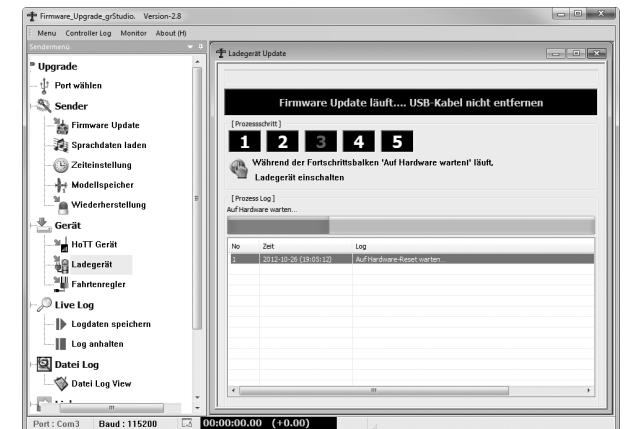 Firmware_Upgrade_grStudio. Version-2.8
Menu Controller Log Monitor About (H)
Sendermenü
Upgrade
Port wählen
Sender
Firmware Update
Sprachdaten laden
Zeiteinstellung
Modellspeicher
Wiederherstellung
Gerät
HoTT Gerät
Ladegerät
Fahrtenregler
Live Log
Logdaten speichern
Log anhalten
Datei Log
Datei Log View
Port : Com3 Baud : 115200 00:00:00.00 (+0.00)
Ladegerät Update
Firmware Update läuft.... USB-Kabel nicht entfernen
[ Prozessschritt ]
1 2 3 4 5
Während der Fortschrittsbalken 'Auf Hardware warten!' läuft,
Ladegerät einschalten
[ Prozess Log ]
Auf Hardware warten...
No Zeit Log
1 2012-10-26 (19:05:12) Auf Hardware-Reset warten...